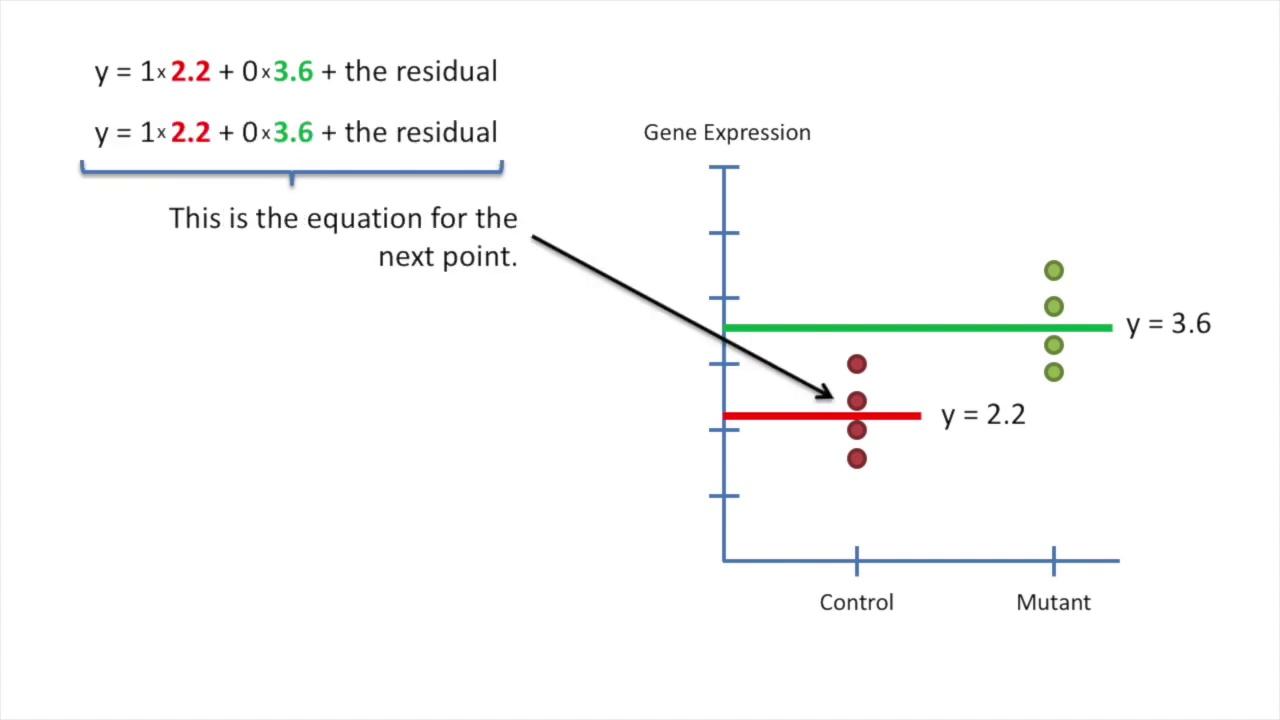 y = 1×2.2 + 0×3.6 + the residual
y = 1×2.2 + 0×3.6 + the residual
This is the equation for the
next point.
Gene Expression
y = 3.6
y = 2.2
Control
Mutant